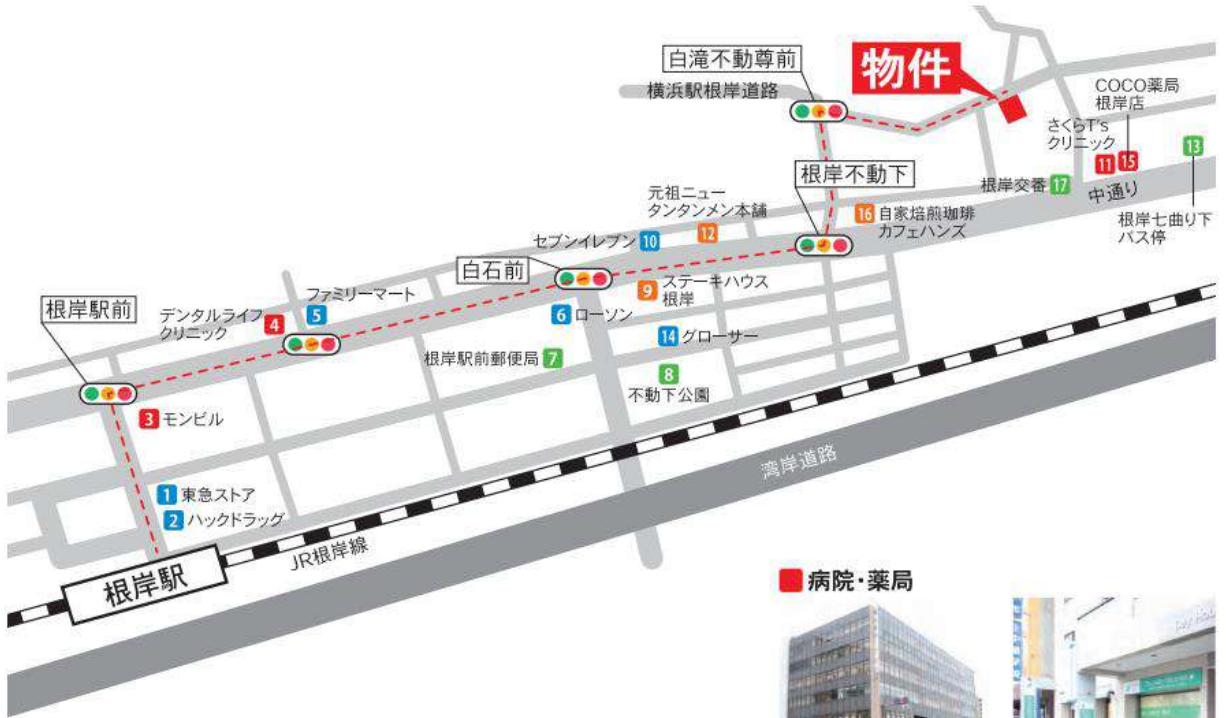 白滝不動尊前
物件
横浜駅根岸道路
COCO薬局
根岸店
さくらT's
クリニック
11
15
13
根岸不動下
根岸交番 17
中通り
根岸七曲り下
バス停
元祖ニュー
タンタンメン本舗
12
16 自家焙煎珈琲
カフェハンズ
セブンイレブン 10
白石前
9 ステーキハウス
根岸
根岸駅前
デンタルライフ
クリニック
4
ファミリーマート
5
6 ローソン
14 グローサー
根岸駅前郵便局 7
8
不動下公園
3 モンビル
湾岸道路
1 東急ストア
2 ハックドラッグ
JR根岸線
根岸駅
病院・薬局